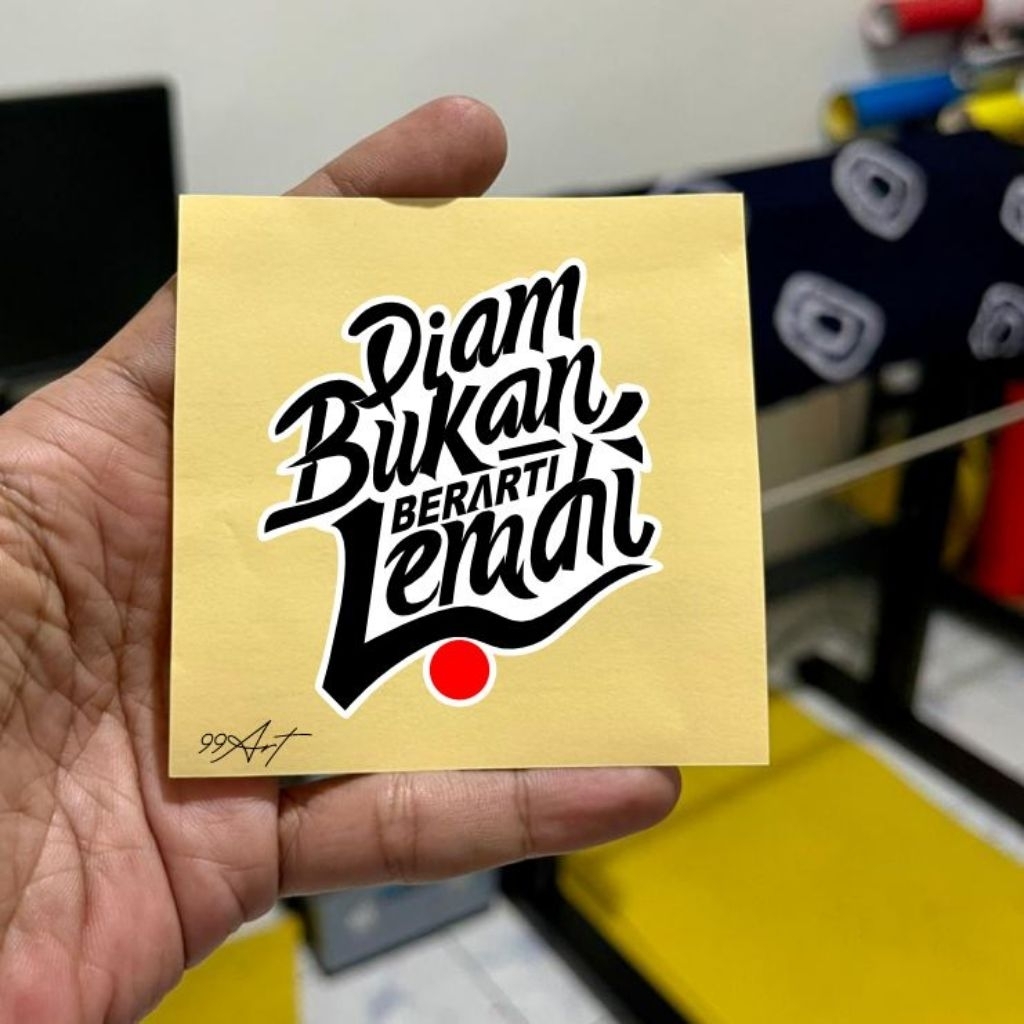 Diam
Bukan
BERARTI
Lemah
99Art